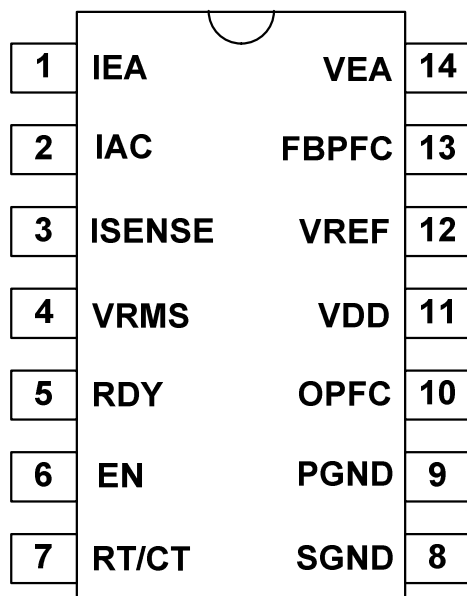 1 IEA VEA 14
2 IAC FBPFC 13
3 ISENSE VREF 12
4 VRMS VDD 11
5 RDY OPFC 10
6 EN PGND 9
7 RT/CT SGND 8